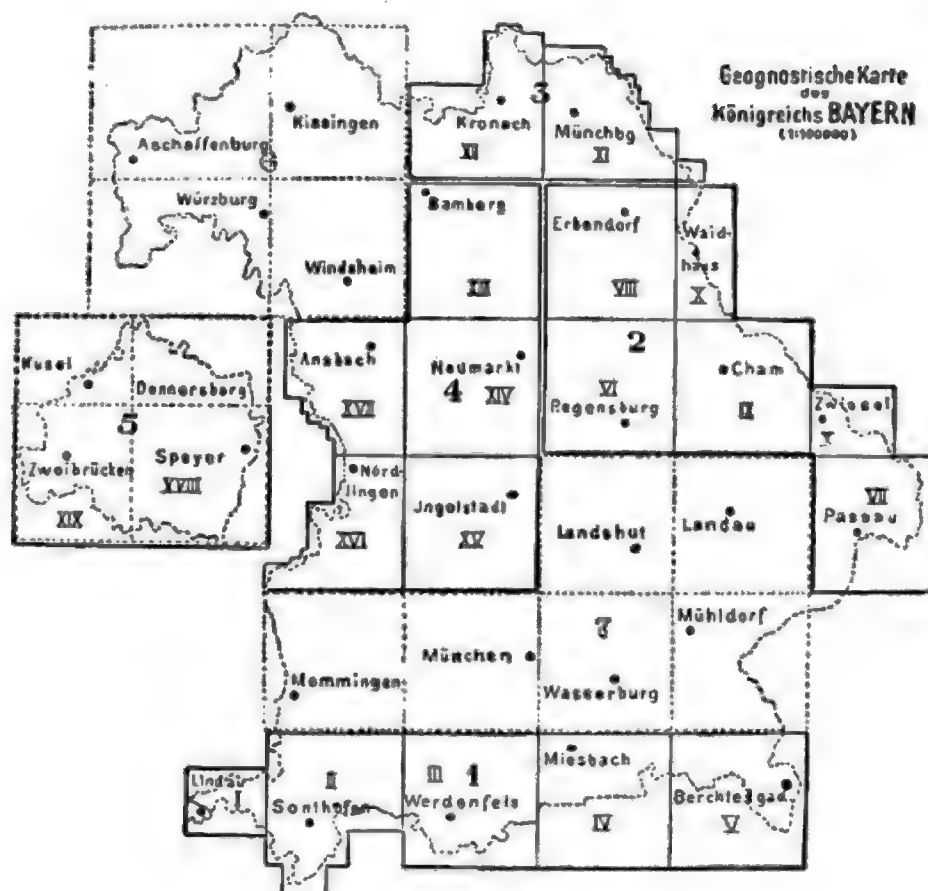 Geognostische Karte
des
Königreichs BAYERN
(1:100000)
3
Kissingen
Kronach
XII
Münchbg
XI
Aschaffenburg
Würzburg
Bamberg
XIII
Erbendorf
VIII
Waid-
haus
X
Windsheim
Kusel
Donnersberg
5
Zweibrücken
XIX
Speyer
XVIII
Ansbach
XVII
Neumarkt
4
XIV
2
VI
Regensburg
Cham
IX
Zwiesel
Nörd-
lingen
XVI
Jngolstadt
XV
Landshut
Landau
VII
Passau
Memmingen
München
7
Wasserburg
Mühldorf
Lindau
I
II
Sonthofen
III
1
Werdenfels
Miesbach
IV
Berchtesgad.
V